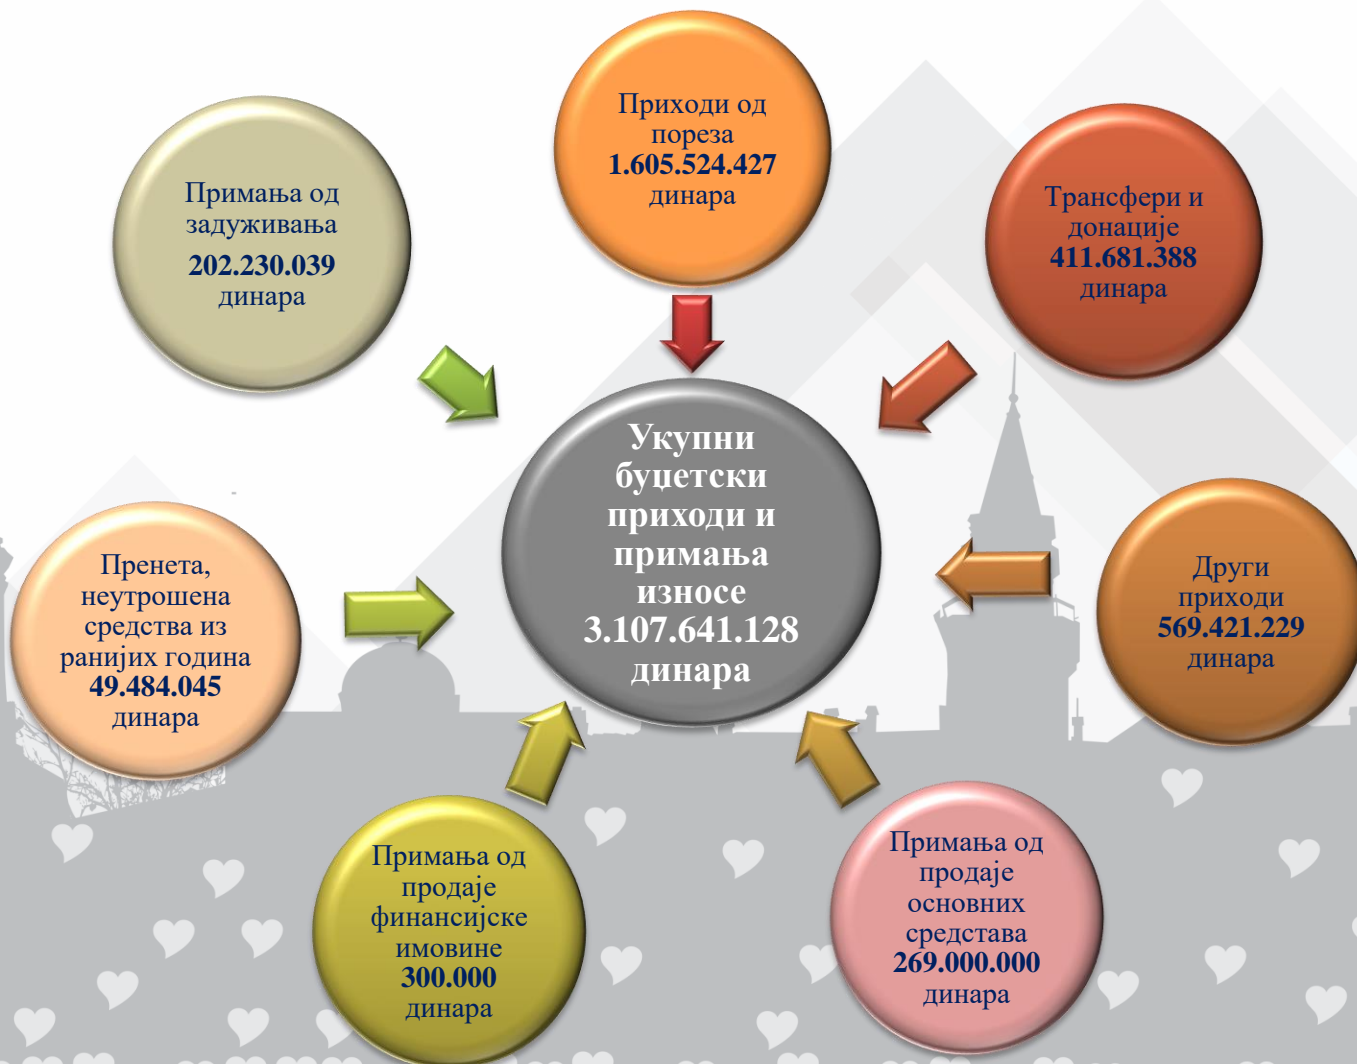 Приходи од
пореза
1.605.524.427
динара
Примања од
задуживања
202.230.039
динара
Трансфери и
донације
411.681.388
динара
Укупни
буџетски
приходи и
примања
износе
3.107.641.128
динара
Пренета,
неутрошена
средства из
ранијих година
49.484.045
динара
Други
приходи
569.421.229
динара
Примања од
продаје
финансијске
имовине
300.000
динара
Примања од
продаје
основних
средстава
269.000.000
динара